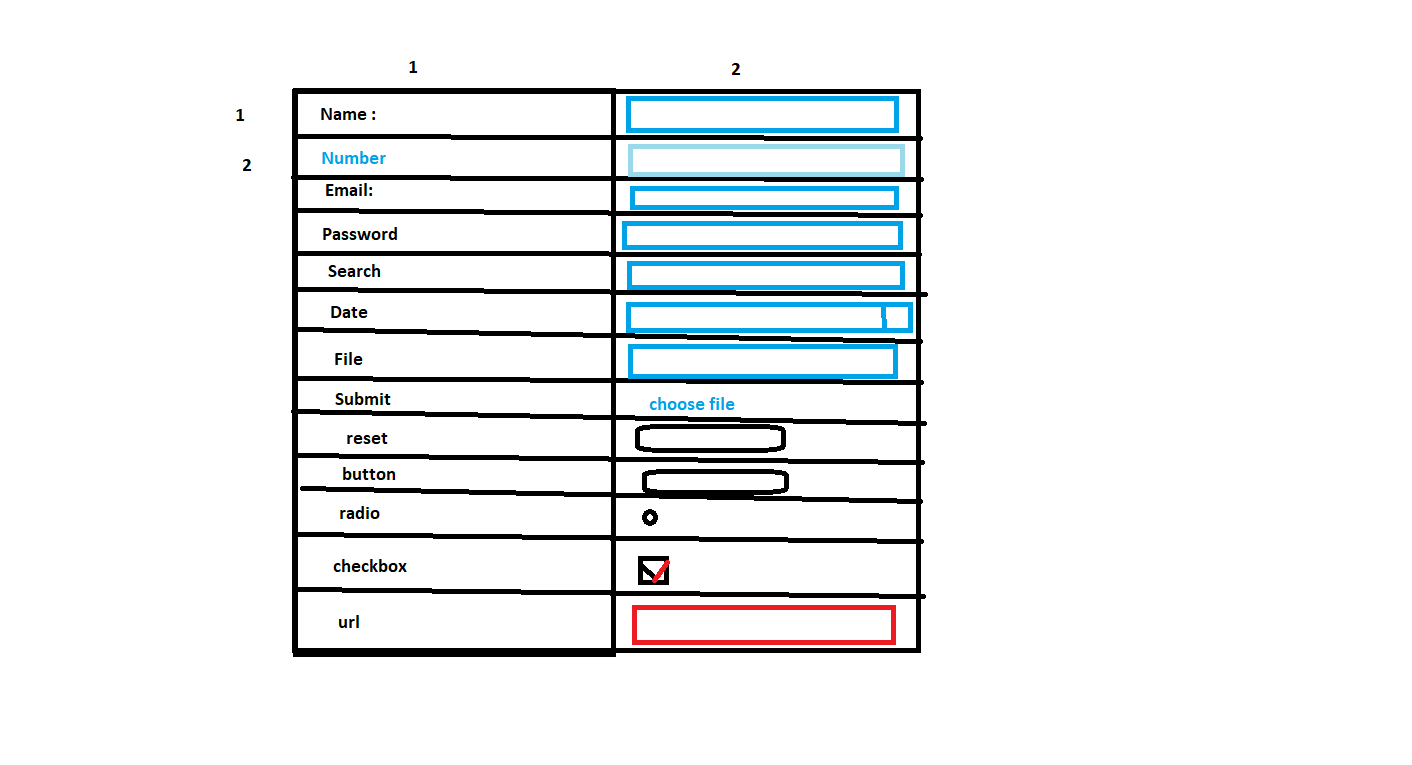 1
2
1
Name :
2
Number
Email:
Password
Search
Date
File
Submit
choose file
reset
button
radio
checkbox
url